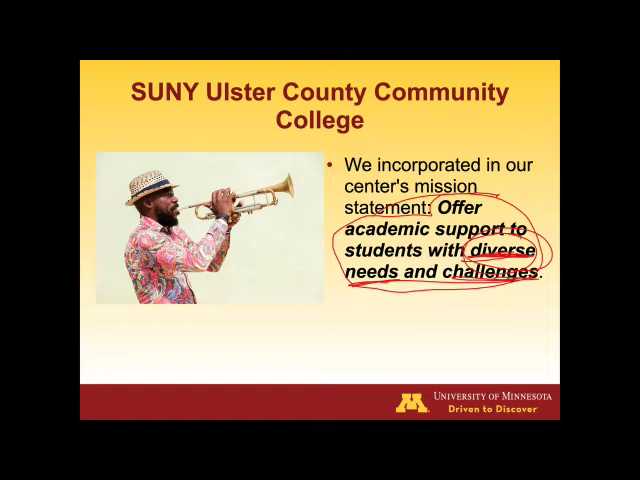 SUNY Ulster County Community
College
• We incorporated in our
center's mission
statement: Offer
academic support to
students with diverse
needs and challenges.
UNIVERSITY OF MINNESOTA
Driven to Discover